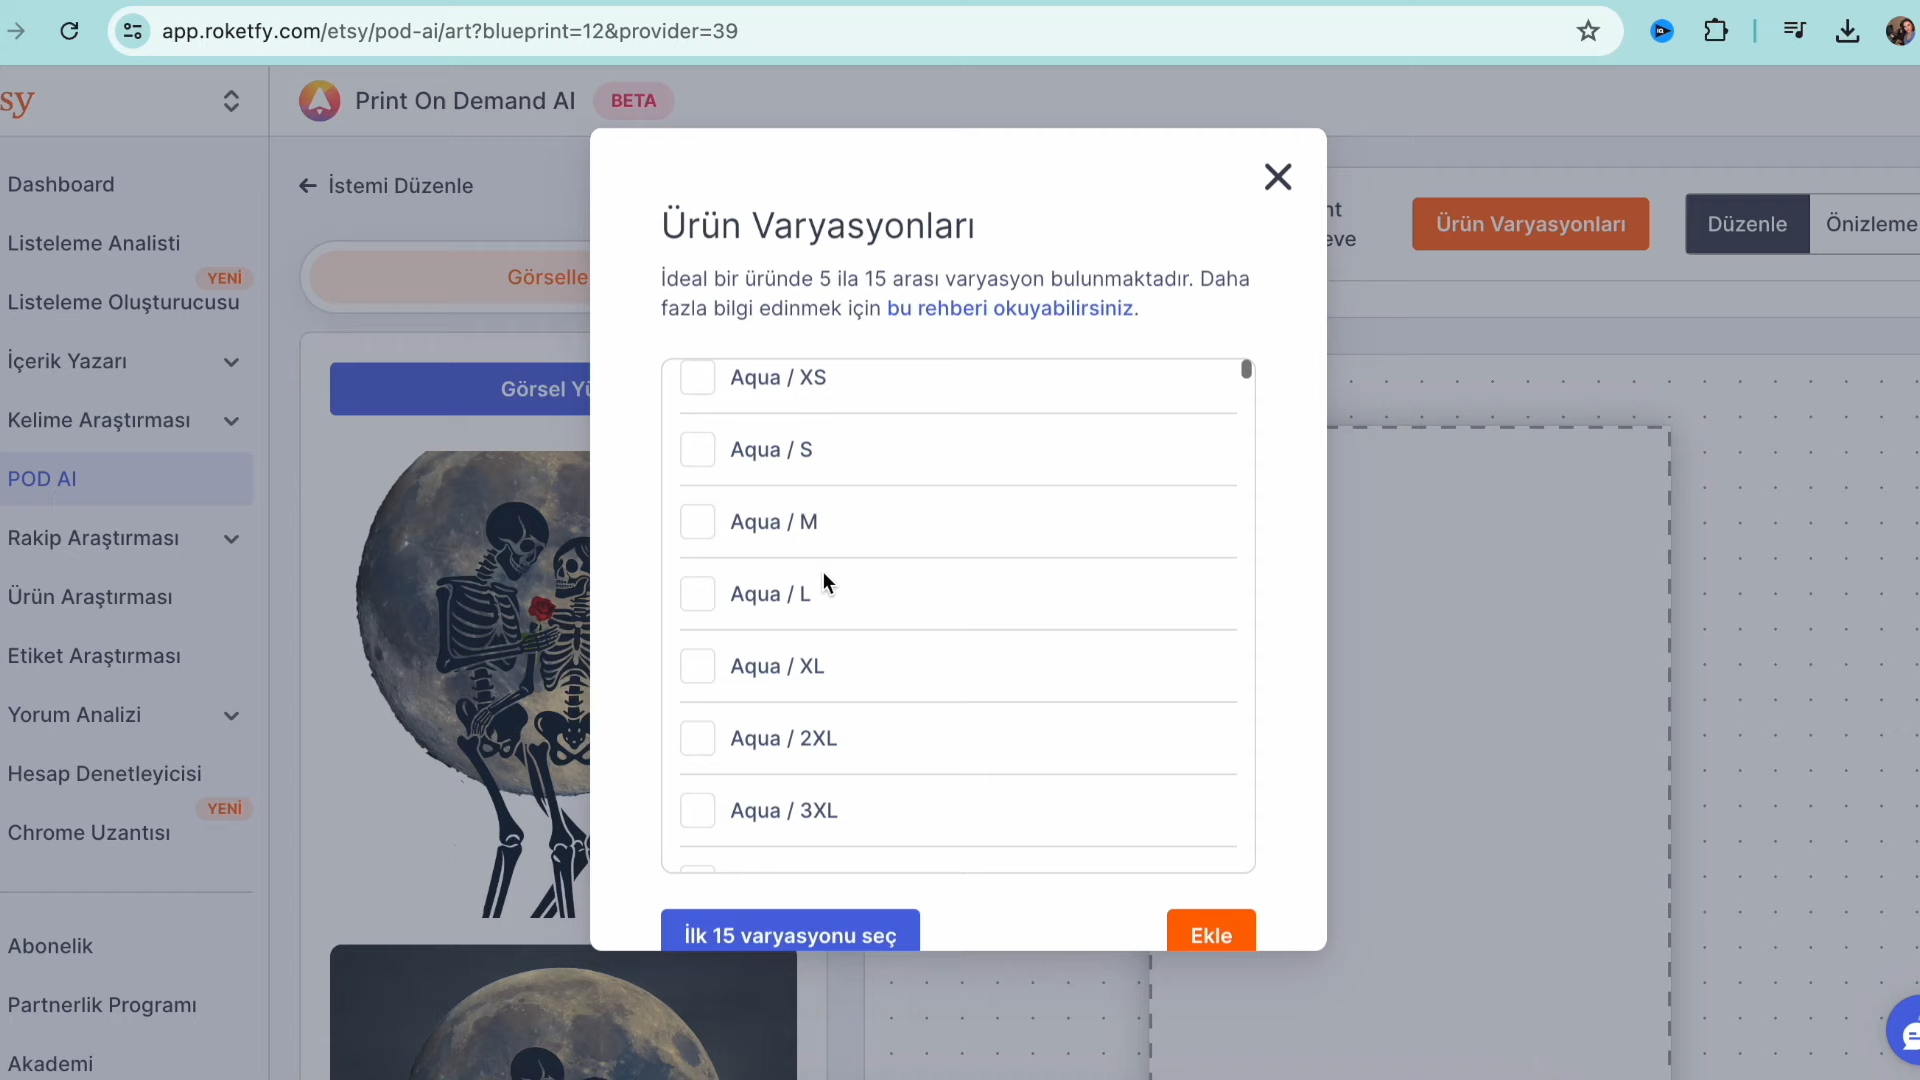 app.roketfy.com/etsy/pod-ai/art?blueprint=12&provider=39
sy
Print On Demand AI
BETA
Dashboard
Listeleme Analisti
YENİ
Listeleme Oluşturucusu
İçerik Yazarı
Kelime Araştırması
POD AI
Rakip Araştırması
Ürün Araştırması
Etiket Araştırması
Yorum Analizi
Hesap Denetleyicisi
YENİ
Chrome Uzantısı
Abonelik
Partnerlik Programı
Akademi
İstemi Düzenle
Görselle
Görsel Yü
nt
eve
Ürün Varyasyonları
Düzenle
Önizleme
Ürün Varyasyonları
İdeal bir üründe 5 ila 15 arası varyasyon bulunmaktadır. Daha
fazla bilgi edinmek için bu rehberi okuyabilirsiniz.
Aqua / XS
Aqua / S
Aqua / M
Aqua / L
Aqua / XL
Aqua / 2XL
Aqua / 3XL
İlk 15 varyasyonu seç
Ekle